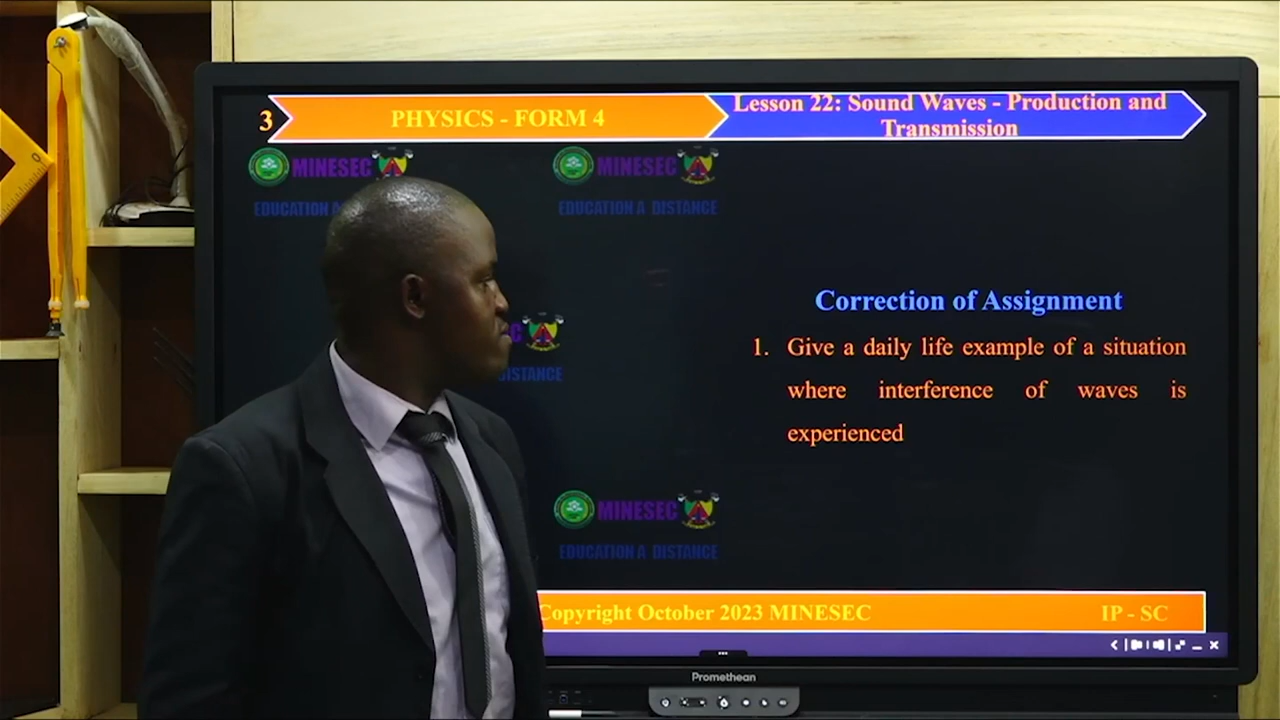 3
PHYSICS - FORM 4
Lesson 22: Sound Waves - Production and
Transmission
MINESEC
EDUCATION A
MINESEC
EDUCATION A DISTANCE
Correction of Assignment
1. Give a daily life example of a situation
where interference of waves is
experienced
C
DISTANCE
MINESEC
EDUCATION A DISTANCE
Copyright October 2023 MINESEC
IP - SC
Promethean